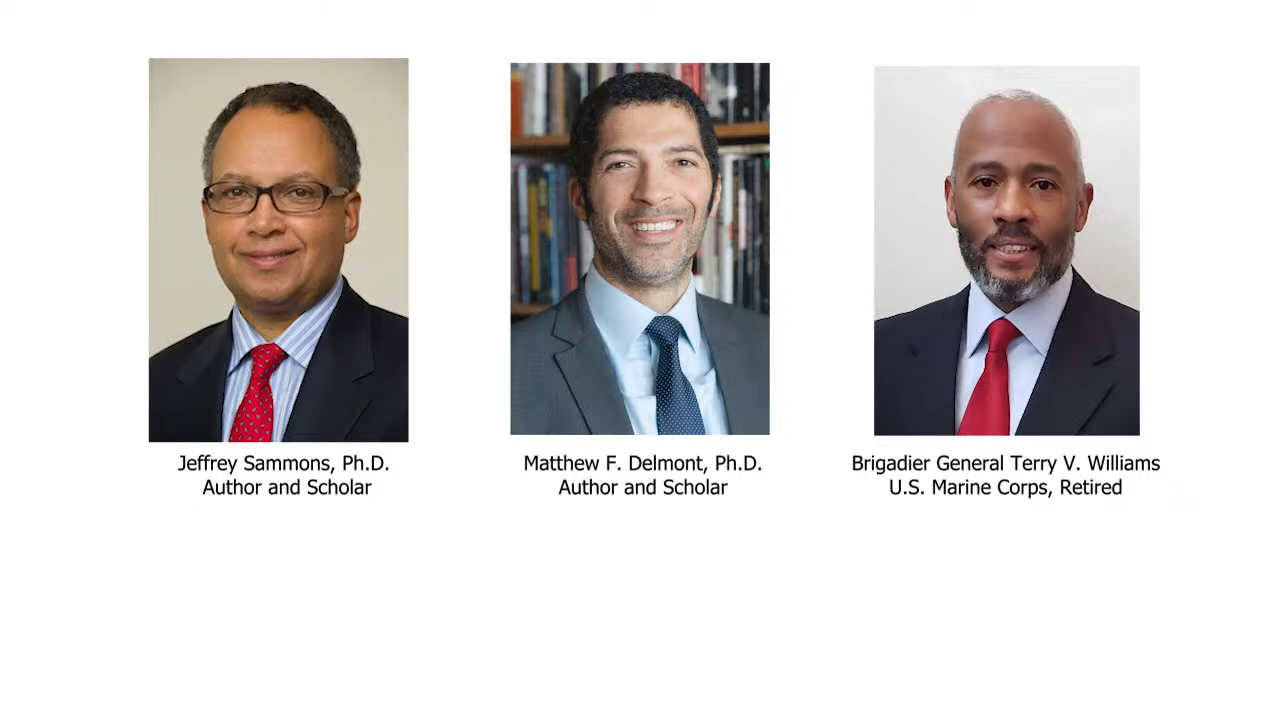 Jeffrey Sammons, Ph.D.
Author and Scholar
Matthew F. Delmont, Ph.D.
Author and Scholar
Brigadier General Terry V. Williams
U.S. Marine Corps, Retired